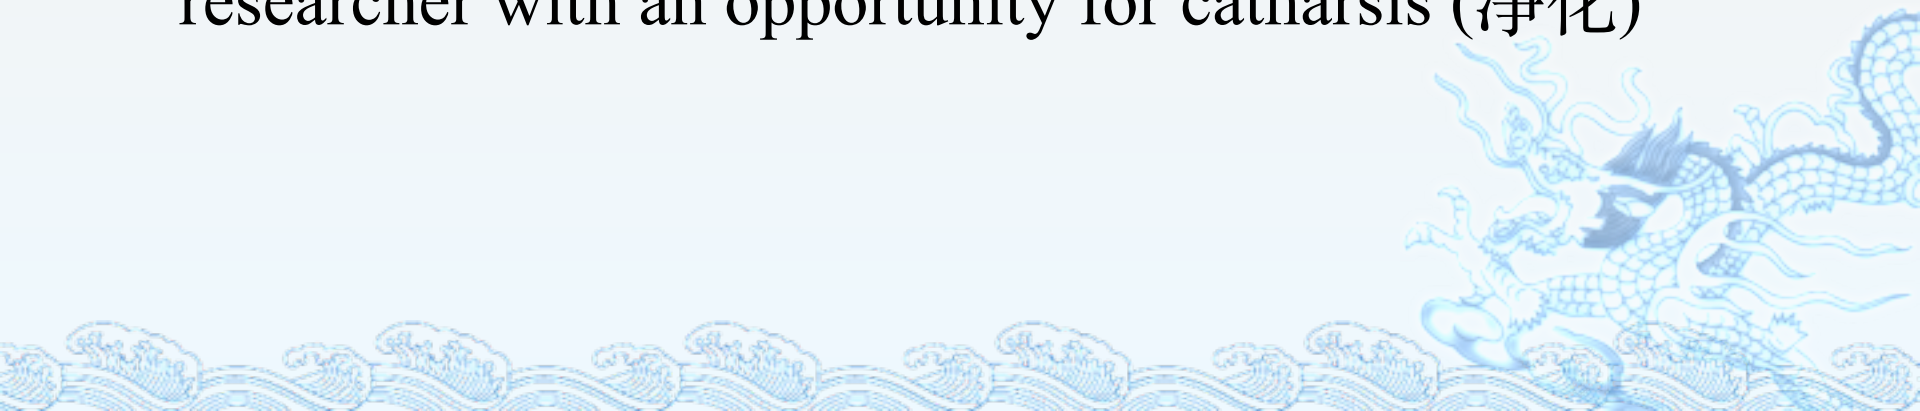 researcher with an opportunity for catharsis (净化)